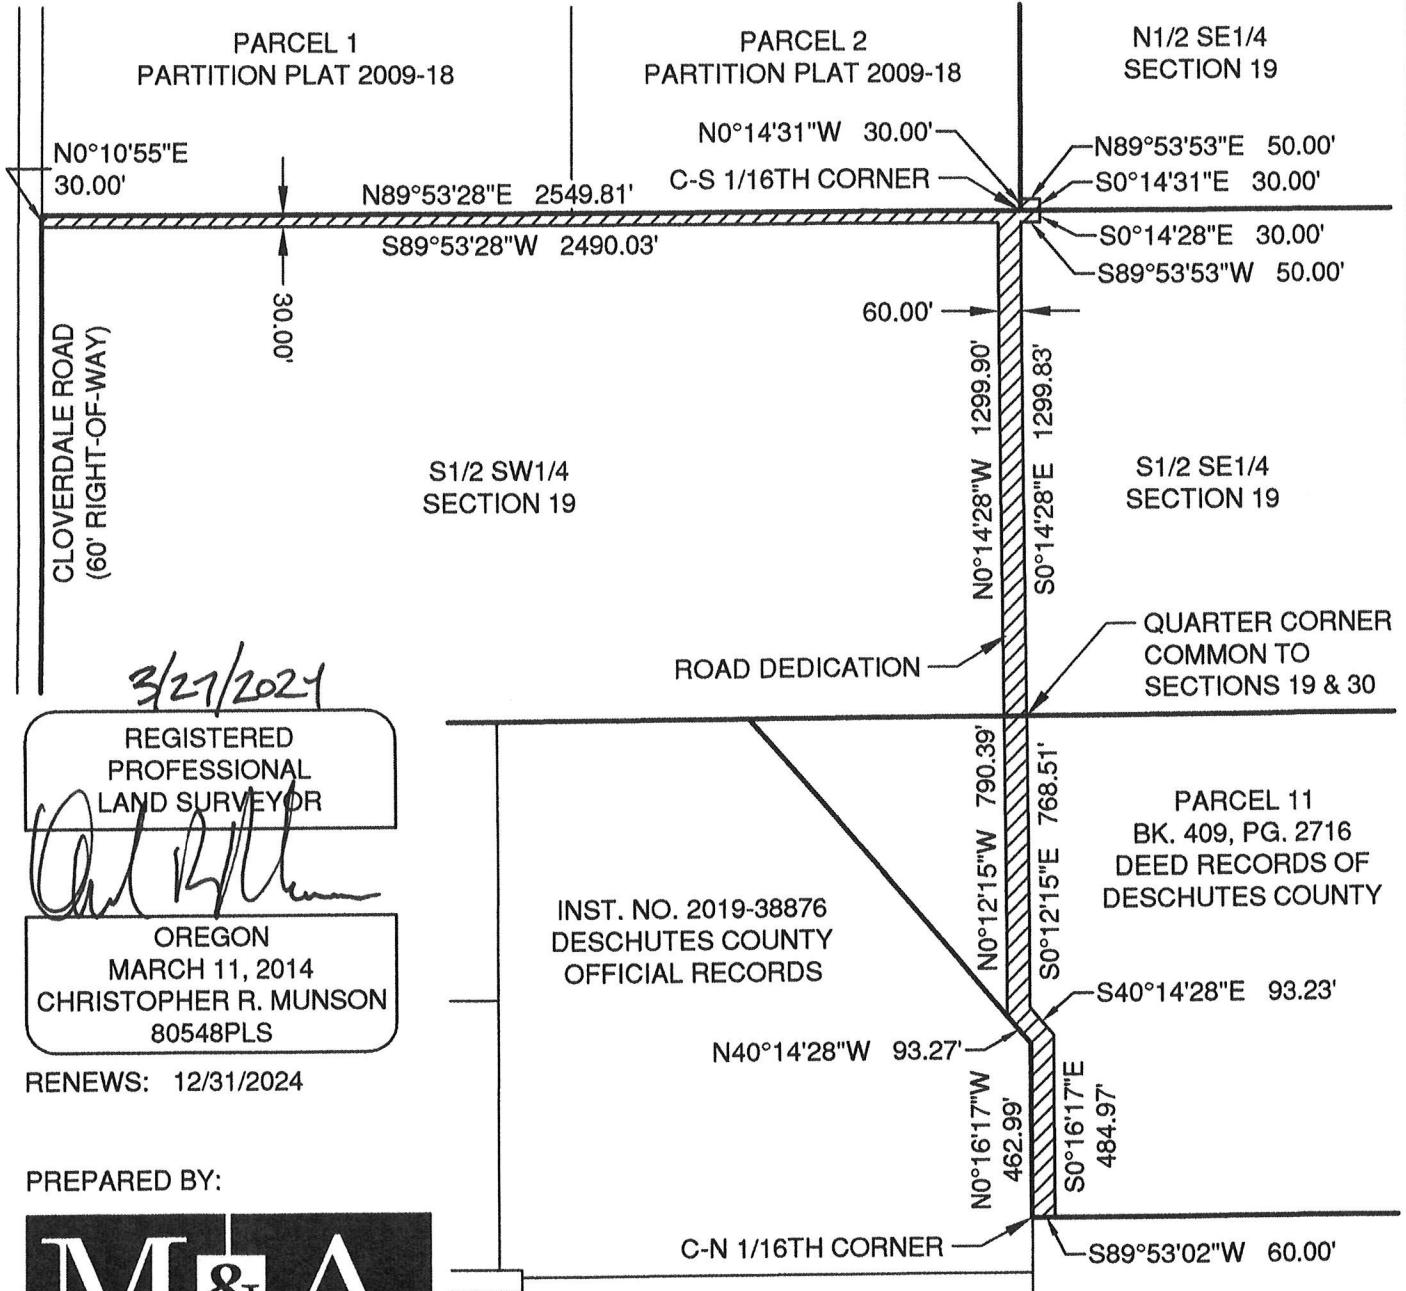 PARCEL 1
PARTITION PLAT 2009-18
PARCEL 2
PARTITION PLAT 2009-18
N1/2 SE1/4
SECTION 19
N0°14'31"W 30.00'
N89°53'53"E 50.00'
N0°10'55"E
30.00'
C-S 1/16TH CORNER
S0°14'31"E 30.00'
N89°53'28"E 2549.81'
S89°53'28"W 2490.03'
S0°14'28"E 30.00'
S89°53'53"W 50.00'
30.00'
60.00'
CLOVERDALE ROAD
(60' RIGHT-OF-WAY)
N0°14'28"W 1299.90'
S0°14'28"E 1299.83'
S1/2 SW1/4
SECTION 19
S1/2 SE1/4
SECTION 19
QUARTER CORNER
COMMON TO
SECTIONS 19 & 30
ROAD DEDICATION
3/27/2024
REGISTERED
PROFESSIONAL
LAND SURVEYOR
OREGON
MARCH 11, 2014
CHRISTOPHER R. MUNSON
80548PLS
RENEWS: 12/31/2024
N0°12'15"W 790.39'
S0°12'15"E 768.51'
PARCEL 11
BK. 409, PG. 2716
DEED RECORDS OF
DESCHUTES COUNTY
INST. NO. 2019-38876
DESCHUTES COUNTY
OFFICIAL RECORDS
S40°14'28"E 93.23'
N40°14'28"W 93.27'
N0°16'17"W
462.99'
S0°16'17"E
484.97'
C-N 1/16TH CORNER
S89°53'02"W 60.00'
PREPARED BY:
M & A